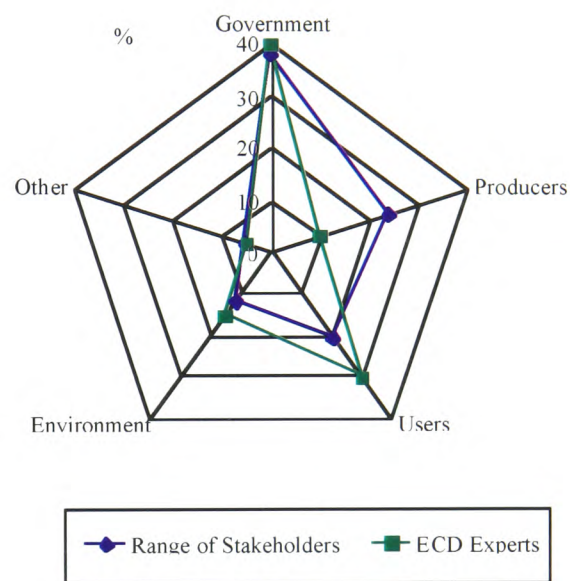 Government
%
40
30
20
10
0
Other
Producers
Environment
Users
Range of Stakeholders
ECD Experts